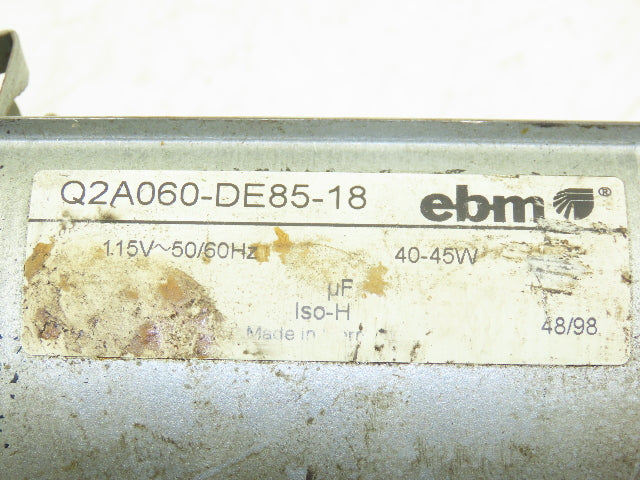 Q2A060-DE85-18
ebm ®
115V~50/60Hz 40-45W
µF
Iso-H
Made in
48/98